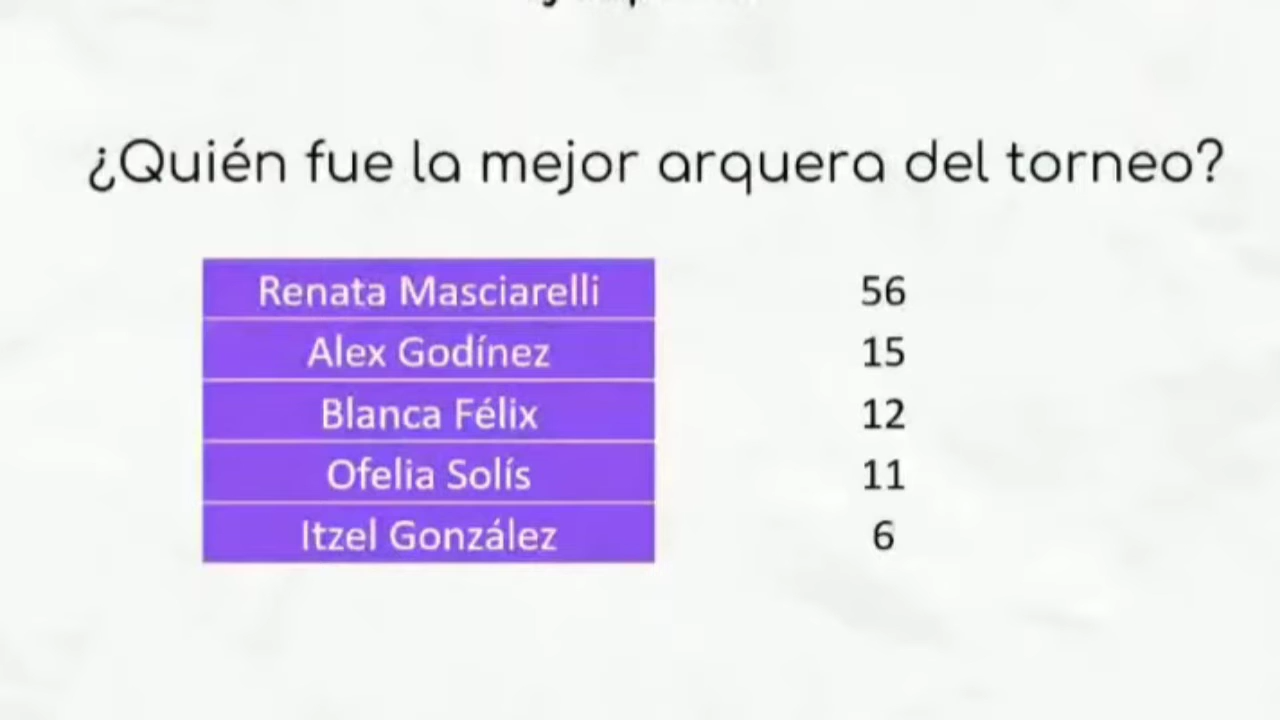 ¿Quién fue la mejor arquera del torneo?
Renata Masciarelli 56
Alex Godínez 15
Blanca Félix 12
Ofelia Solís 11
Itzel González 6